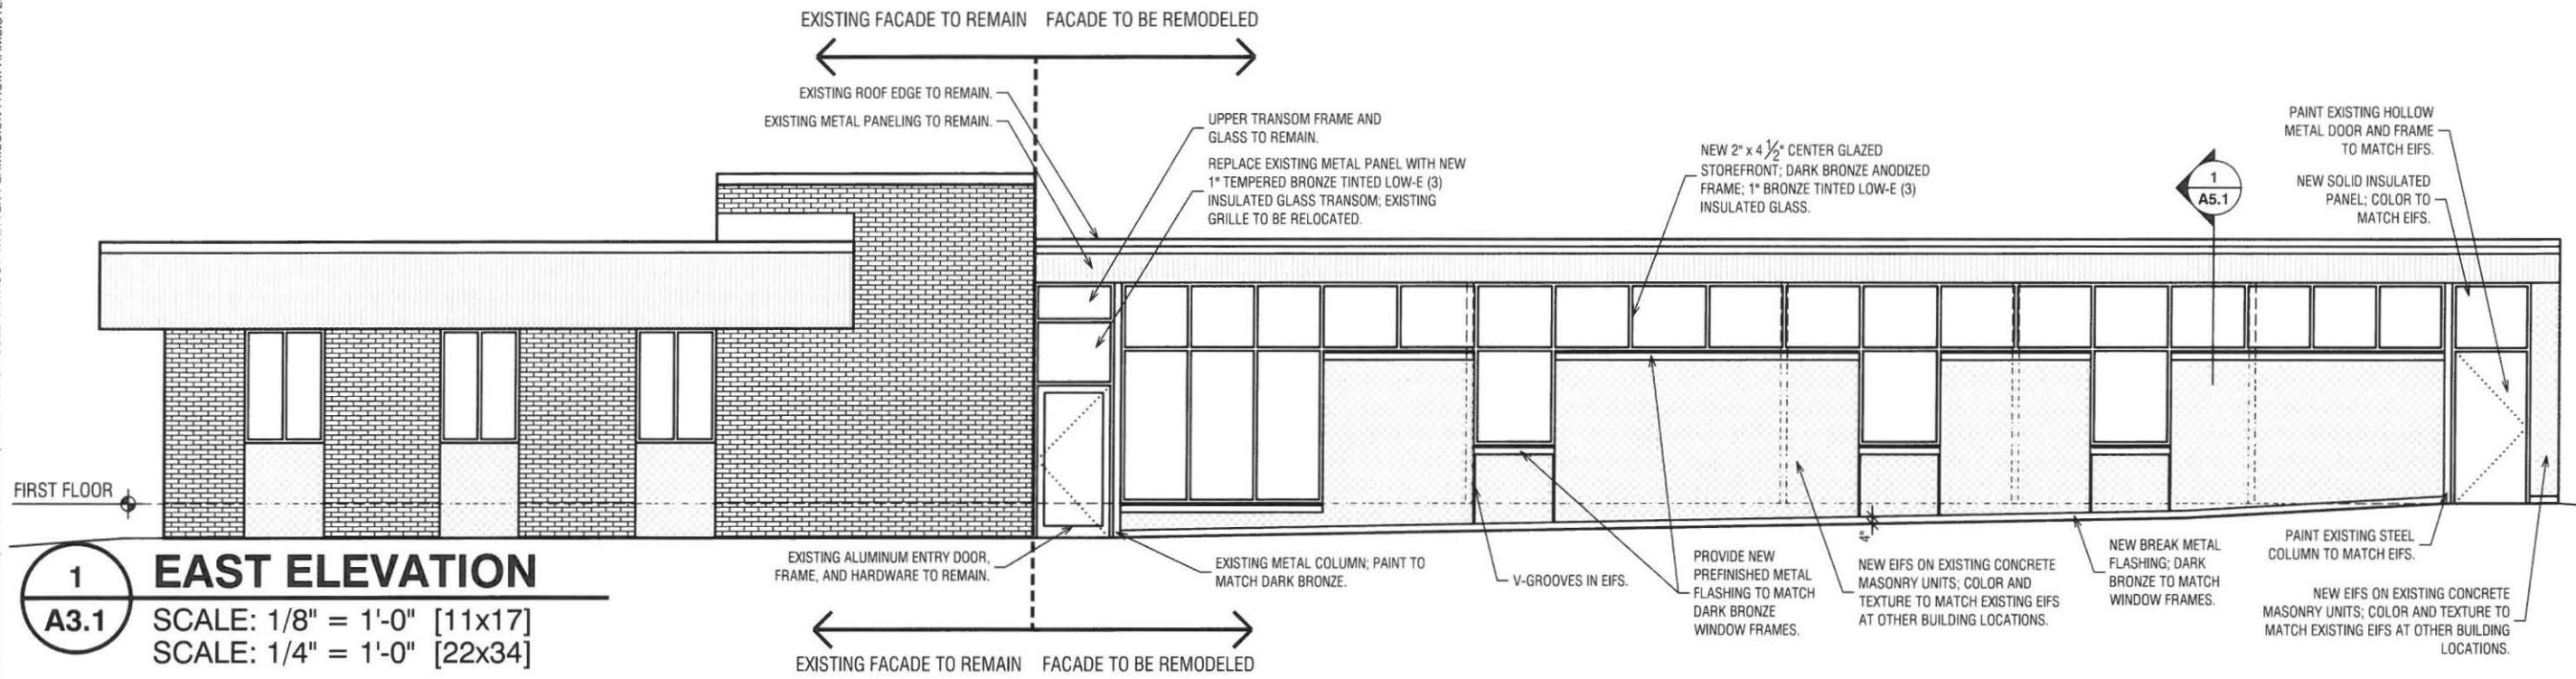 EXISTING FACADE TO REMAIN
FACADE TO BE REMODELED
EXISTING ROOF EDGE TO REMAIN.
EXISTING METAL PANELING TO REMAIN.
UPPER TRANSOM FRAME AND
GLASS TO REMAIN.
REPLACE EXISTING METAL PANEL WITH NEW
1" TEMPERED BRONZE TINTED LOW-E (3)
INSULATED GLASS TRANSOM; EXISTING
GRILLE TO BE RELOCATED.
NEW 2" x 4 1/2" CENTER GLAZED
STOREFRONT; DARK BRONZE ANODIZED
FRAME; 1" BRONZE TINTED LOW-E (3)
INSULATED GLASS.
1
A5.1
PAINT EXISTING HOLLOW
METAL DOOR AND FRAME
TO MATCH EIFS.
NEW SOLID INSULATED
PANEL; COLOR TO
MATCH EIFS.
FIRST FLOOR
1
A3.1
EAST ELEVATION
SCALE: 1/8" = 1'-0" [11x17]
SCALE: 1/4" = 1'-0" [22x34]
EXISTING ALUMINUM ENTRY DOOR,
FRAME, AND HARDWARE TO REMAIN.
EXISTING METAL COLUMN; PAINT TO
MATCH DARK BRONZE.
V-GROOVES IN EIFS.
PROVIDE NEW
PREFINISHED METAL
FLASHING TO MATCH
DARK BRONZE
WINDOW FRAMES.
4"
NEW EIFS ON EXISTING CONCRETE
MASONRY UNITS; COLOR AND
TEXTURE TO MATCH EXISTING EIFS
AT OTHER BUILDING LOCATIONS.
NEW BREAK METAL
FLASHING; DARK
BRONZE TO MATCH
WINDOW FRAMES.
PAINT EXISTING STEEL
COLUMN TO MATCH EIFS.
NEW EIFS ON EXISTING CONCRETE
MASONRY UNITS; COLOR AND TEXTURE TO
MATCH EXISTING EIFS AT OTHER BUILDING
LOCATIONS.
EXISTING FACADE TO REMAIN
FACADE TO BE REMODELED